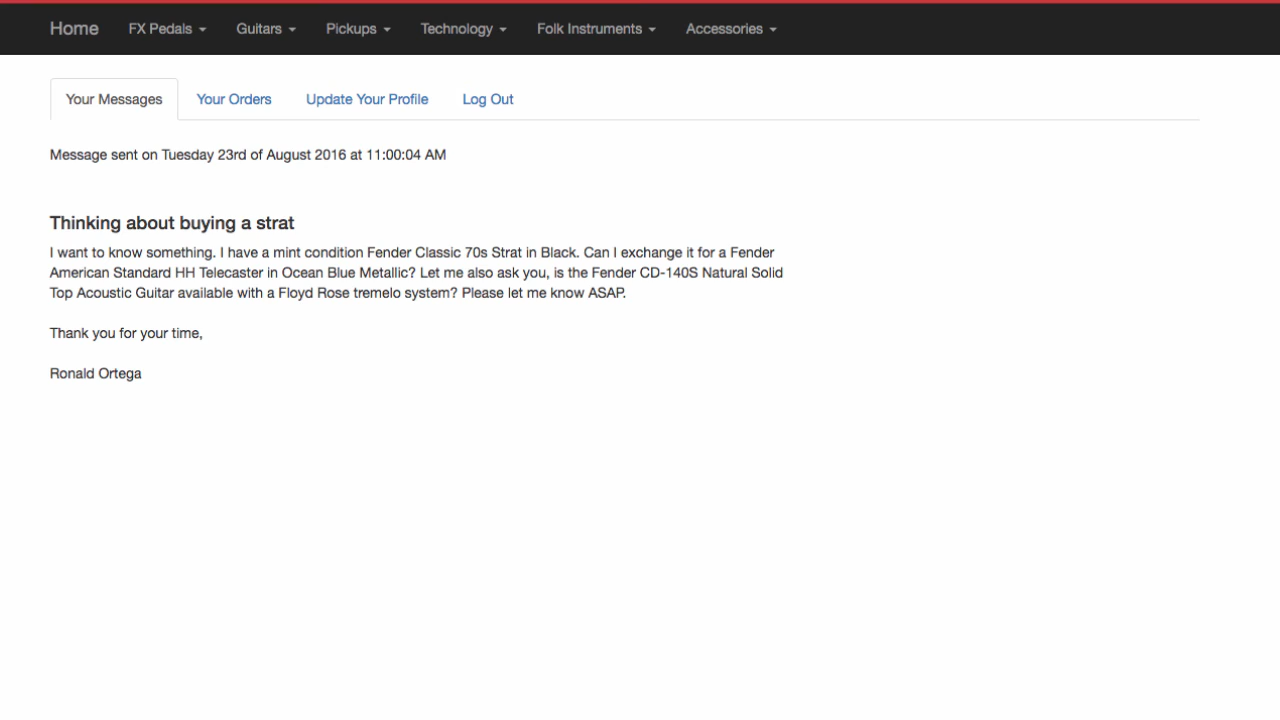 Home FX Pedals Guitars Pickups Technology Folk Instruments Accessories
Your Messages Your Orders Update Your Profile Log Out
Message sent on Tuesday 23rd of August 2016 at 11:00:04 AM
Thinking about buying a strat
I want to know something. I have a mint condition Fender Classic 70s Strat in Black. Can I exchange it for a Fender
American Standard HH Telecaster in Ocean Blue Metallic? Let me also ask you, is the Fender CD-140S Natural Solid
Top Acoustic Guitar available with a Floyd Rose tremelo system? Please let me know ASAP.
Thank you for your time,
Ronald Ortega